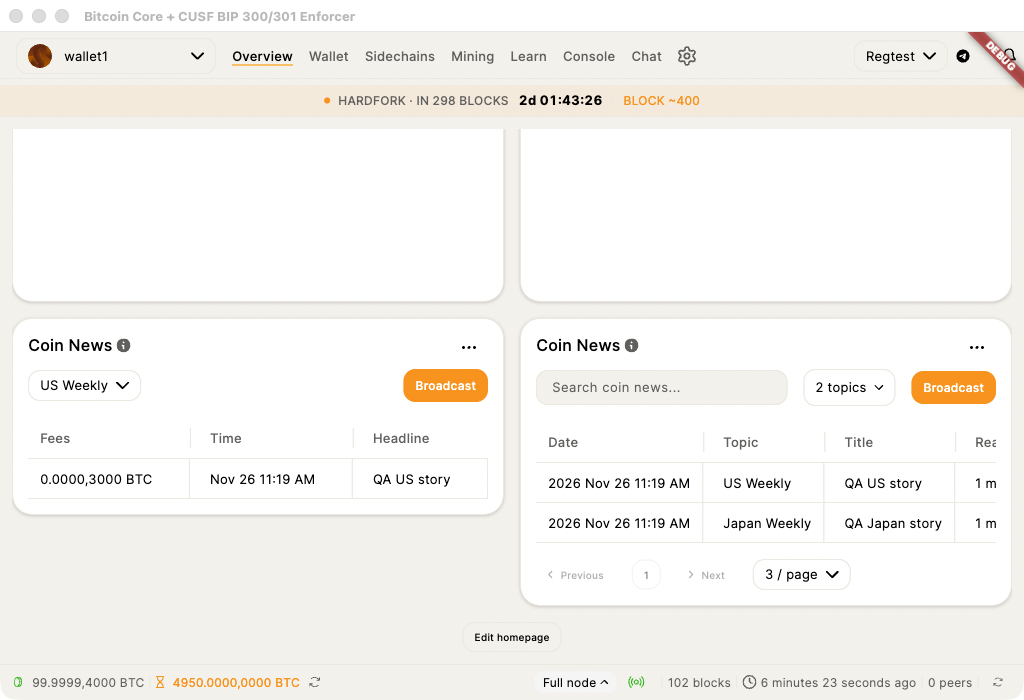 Bitcoin Core + CUSF BIP 300/301 Enforcer
wallet1 Overview Wallet Sidechains Mining Learn Console Chat Regtest
DEBUG
HARDFORK · IN 298 BLOCKS 2d 01:43:26 BLOCK ~400
Coin News
US Weekly Broadcast
Fees Time Headline
0.0000,3000 BTC Nov 26 11:19 AM QA US story
Coin News
Search coin news... 2 topics Broadcast
Date Topic Title Rea
2026 Nov 26 11:19 AM US Weekly QA US story 1 m
2026 Nov 26 11:19 AM Japan Weekly QA Japan story 1 m
Previous 1 Next 3 / page
Edit homepage
99.9999,4000 BTC 4950.0000,0000 BTC Full node 102 blocks 6 minutes 23 seconds ago 0 peers